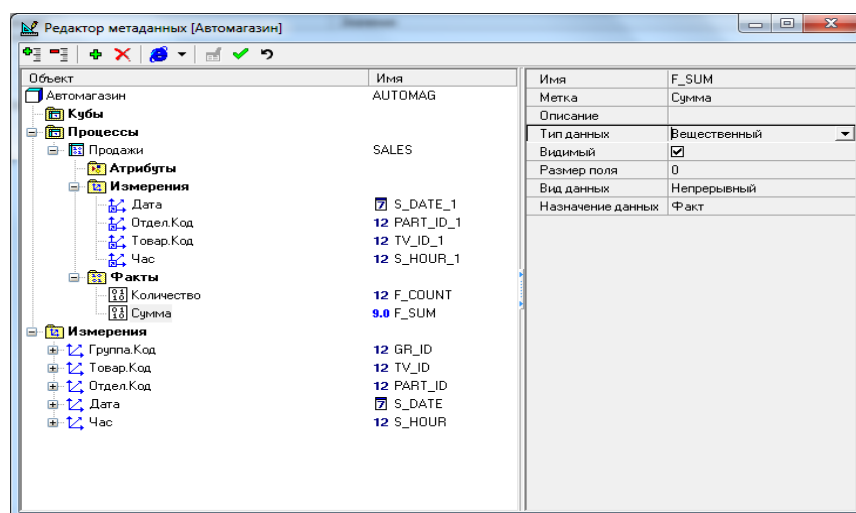 Редактор метаданных [Автомагазин]
Объект Имя
Автомагазин AUTOMAG
Кубы
Процессы
Продажи SALES
Атрибуты
Измерения
Дата 7 S_DATE_1
Отдел.Код 12 PART_ID_1
Товар.Код 12 TV_ID_1
Час 12 S_HOUR_1
Факты
Количество 12 F_COUNT
Сумма 9.0 F_SUM
Измерения
Группа.Код 12 GR_ID
Товар.Код 12 TV_ID
Отдел.Код 12 PART_ID
Дата 7 S_DATE
Час 12 S_HOUR
Имя F_SUM
Метка Сумма
Описание
Тип данных Вещественный
Видимый
Размер поля 0
Вид данных Непрерывный
Назначение данных Факт